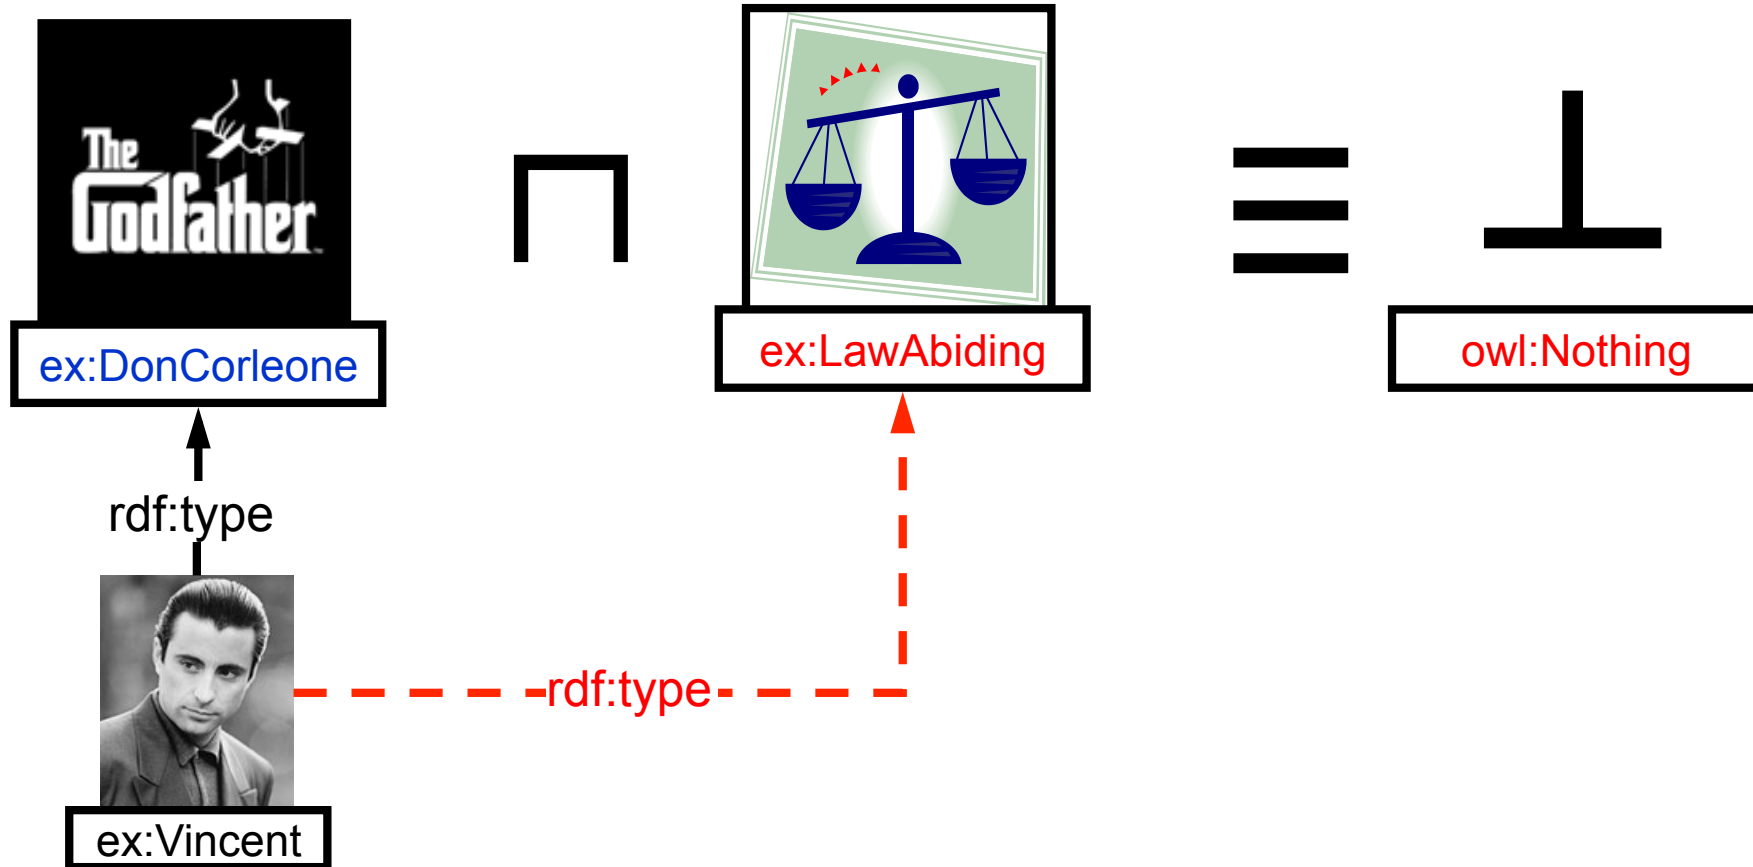 The
Godfather
ex:DonCorleone
ex:LawAbiding
owl:Nothing
rdf:type
rdf:type
ex:Vincent